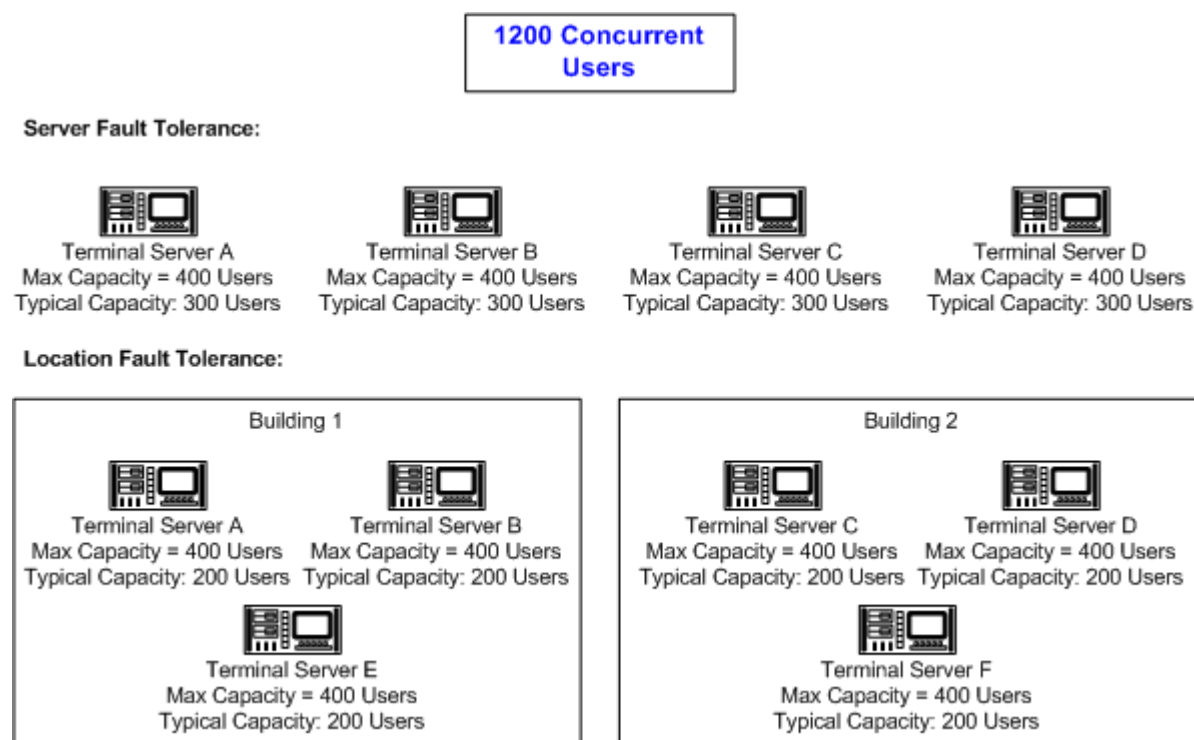 1200 Concurrent
Users
Server Fault Tolerance:
Terminal Server A
Max Capacity = 400 Users
Typical Capacity: 300 Users
Terminal Server B
Max Capacity = 400 Users
Typical Capacity: 300 Users
Terminal Server C
Max Capacity = 400 Users
Typical Capacity: 300 Users
Terminal Server D
Max Capacity = 400 Users
Typical Capacity: 300 Users
Location Fault Tolerance:
Building 1
Terminal Server A
Max Capacity = 400 Users
Typical Capacity: 200 Users
Terminal Server B
Max Capacity = 400 Users
Typical Capacity: 200 Users
Terminal Server E
Max Capacity = 400 Users
Typical Capacity: 200 Users
Building 2
Terminal Server C
Max Capacity = 400 Users
Typical Capacity: 200 Users
Terminal Server D
Max Capacity = 400 Users
Typical Capacity: 200 Users
Terminal Server F
Max Capacity = 400 Users
Typical Capacity: 200 Users